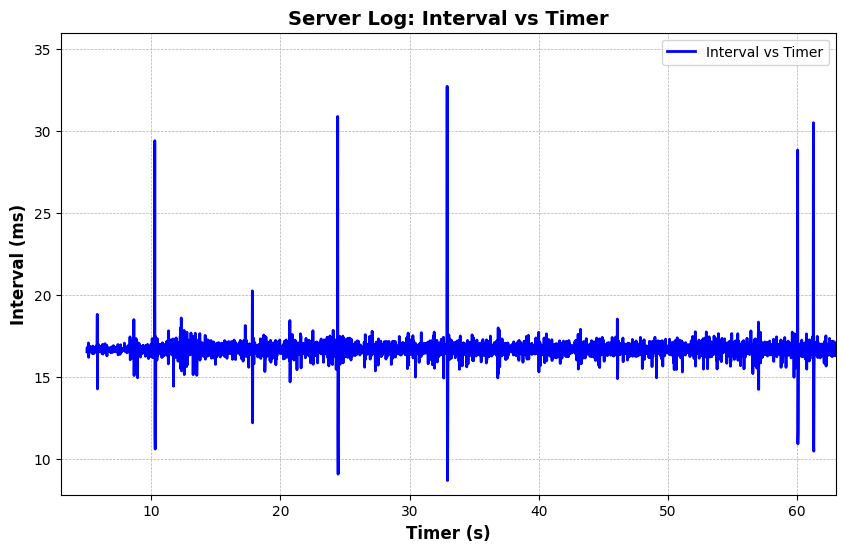 Server Log: Interval vs Timer
Interval vs Timer
35
30
25
20
15
10
Interval (ms)
10 20 30 40 50 60
Timer (s)